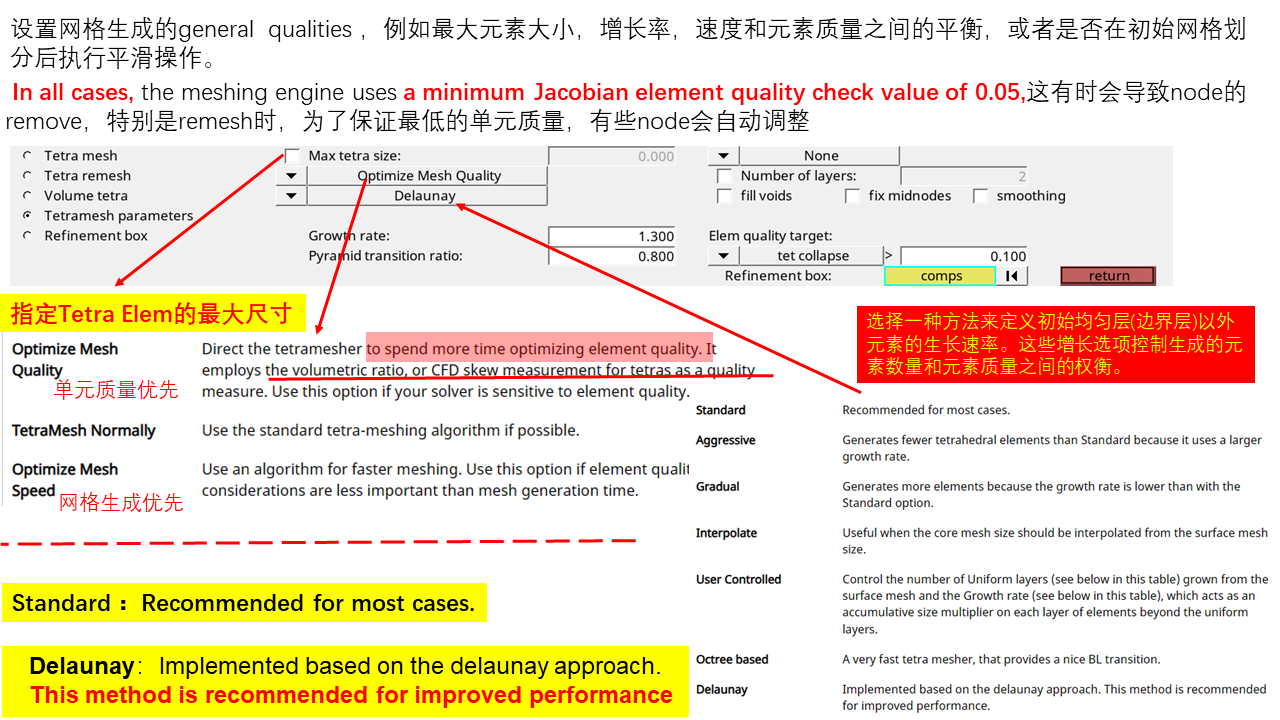 设置网格生成的general qualities ，例如最大元素大小，增长率，速度和元素质量之间的平衡，或者是否在初始网格划
分后执行平滑操作。
In all cases, the meshing engine uses a minimum Jacobian element quality check value of 0.05,这有时会导致node的
remove，特别是remesh时，为了保证最低的单元质量，有些node会自动调整
Tetra mesh
Tetra remesh
Volume tetra
Tetramesh parameters
Refinement box
Max tetra size: 0.000
Optimize Mesh Quality
Delaunay
Growth rate: 1.300
Pyramid transition ratio: 0.800
None
Number of layers: 2
fill voids fix midnodes smoothing
Elem quality target:
tet collapse > 0.100
Refinement box: comps return
指定Tetra Elem的最大尺寸
Optimize Mesh
Quality
单元质量优先
Direct the tetramesher to spend more time optimizing element quality. It
employs the volumetric ratio, or CFD skew measurement for tetras as a quality
measure. Use this option if your solver is sensitive to element quality.
TetraMesh Normally
Use the standard tetra-meshing algorithm if possible.
Optimize Mesh
Speed
网格生成优先
Use an algorithm for faster meshing. Use this option if element qualit
considerations are less important than mesh generation time.
Standard ：Recommended for most cases.
Delaunay：Implemented based on the delaunay approach.
This method is recommended for improved performance
选择一种方法来定义初始均匀层(边界层)以外
元素的生长速率。这些增长选项控制生成的元
素数量和元素质量之间的权衡。
Standard
Recommended for most cases.
Aggressive
Generates fewer tetrahedral elements than Standard because it uses a larger
growth rate.
Gradual
Generates more elements because the growth rate is lower than with the
Standard option.
Interpolate
Useful when the core mesh size should be interpolated from the surface mesh
size.
User Controlled
Control the number of Uniform layers (see below in this table) grown from the
surface mesh and the Growth rate (see below in this table), which acts as an
accumulative size multiplier on each layer of elements beyond the uniform
layers.
Octree based
A very fast tetra mesher, that provides a nice BL transition.
Delaunay
Implemented based on the delaunay approach. This method is recommended
for improved performance.